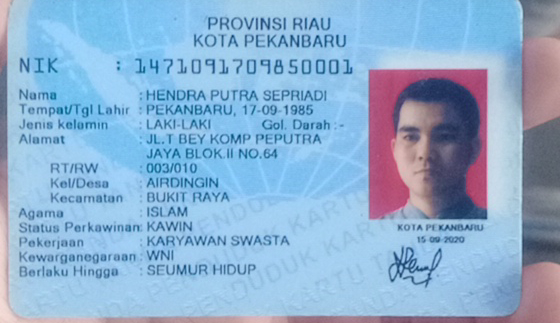 PROVINSI RIAU
KOTA PEKANBARU
NIK : 1471091709850001
Nama : HENDRA PUTRA SEPRIADI
Tempat/Tgl Lahir : PEKANBARU, 17-09-1985
Jenis kelamin : LAKI-LAKI Gol. Darah :-
Alamat : JL.T BEY KOMP PEPUTRA
JAYA BLOK.II NO.64
RT/RW : 003/010
Kel/Desa : AIRDINGIN
Kecamatan : BUKIT RAYA
Agama : ISLAM
Status Perkawinan: KAWIN
Pekerjaan : KARYAWAN SWASTA
Kewarganegaraan: WNI
Berlaku Hingga : SEUMUR HIDUP
KOTA PEKANBARU
15-09-2020